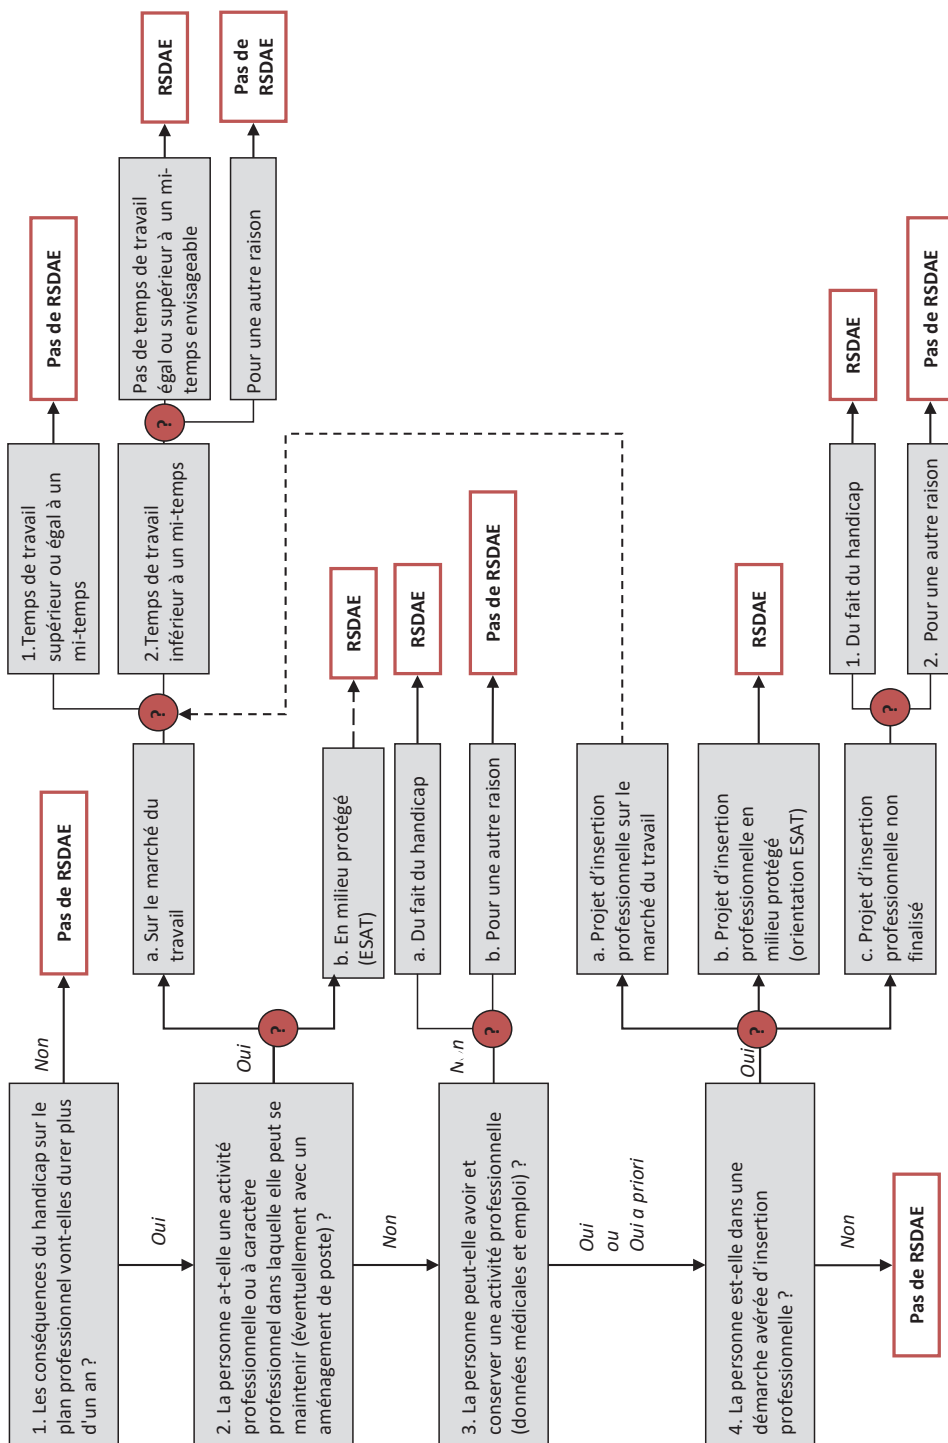 1. Les conséquences du handicap sur le
plan professionnel vont-elles durer plus
d'un an ?
Non
Pas de RSDAE
Oui
2. La personne a-t-elle une activité
professionnelle ou à caractère
professionnel dans laquelle elle peut se
maintenir (éventuellement avec un
aménagement de poste) ?
Oui
?
a. Sur le marché du
travail
?
1.Temps de travail
supérieur ou égal à un
mi-temps
Pas de RSDAE
2.Temps de travail
inférieur à un mi-temps
?
Pas de temps de travail
égal ou supérieur à un mi-
temps envisageable
RSDAE
Pour une autre raison
Pas de
RSDAE
b. En milieu protégé
(ESAT)
RSDAE
Non
3. La personne peut-elle avoir et
conserver une activité professionnelle
(données médicales et emploi) ?
?
a. Du fait du handicap
RSDAE
b. Pour une autre raison
Pas de RSDAE
Oui
ou
Oui a priori
4. La personne est-elle dans une
démarche avérée d'insertion
professionnelle ?
Oui
?
a. Projet d'insertion
professionnelle sur le
marché du travail
b. Projet d'insertion
professionnelle en
milieu protégé
(orientation ESAT)
RSDAE
c. Projet d'insertion
professionnelle non
finalisé
?
1. Du fait du handicap
RSDAE
2. Pour une autre raison
Pas de RSDAE
Non
Pas de RSDAE